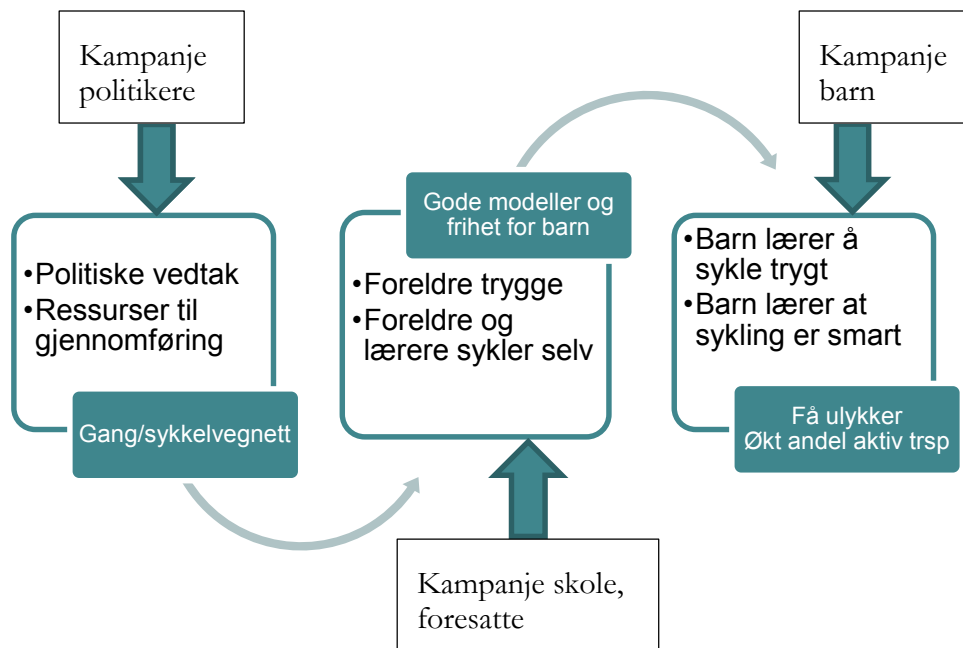 Kampanje
politikere
•Politiske vedtak
•Ressurser til
gjennomføring
Gang/sykkelvegnett
Gode modeller og
frihet for barn
•Foreldre trygge
•Foreldre og
lærere sykler selv
Kampanje skole,
foresatte
Kampanje
barn
•Barn lærer å
sykle trygt
•Barn lærer at
sykling er smart
Få ulykker
Økt andel aktiv trsp